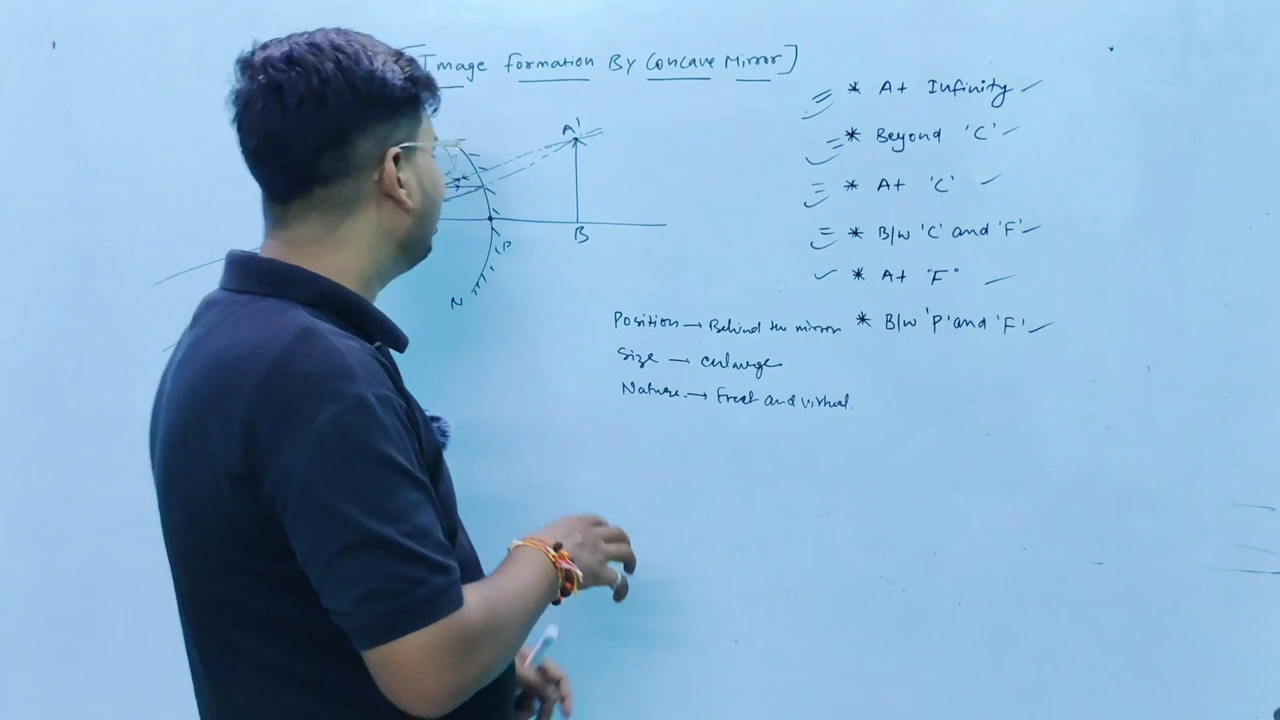 Image formation By Concave Mirror]
* At Infinity
* Beyond 'C'
* At 'C'
* B/w 'C' and 'F'
* At "F"
* B/w 'P' and 'F'
A'
B
P
N
Position → Behind the mirror
Size → enlarge
Nature → Erect and virtual.